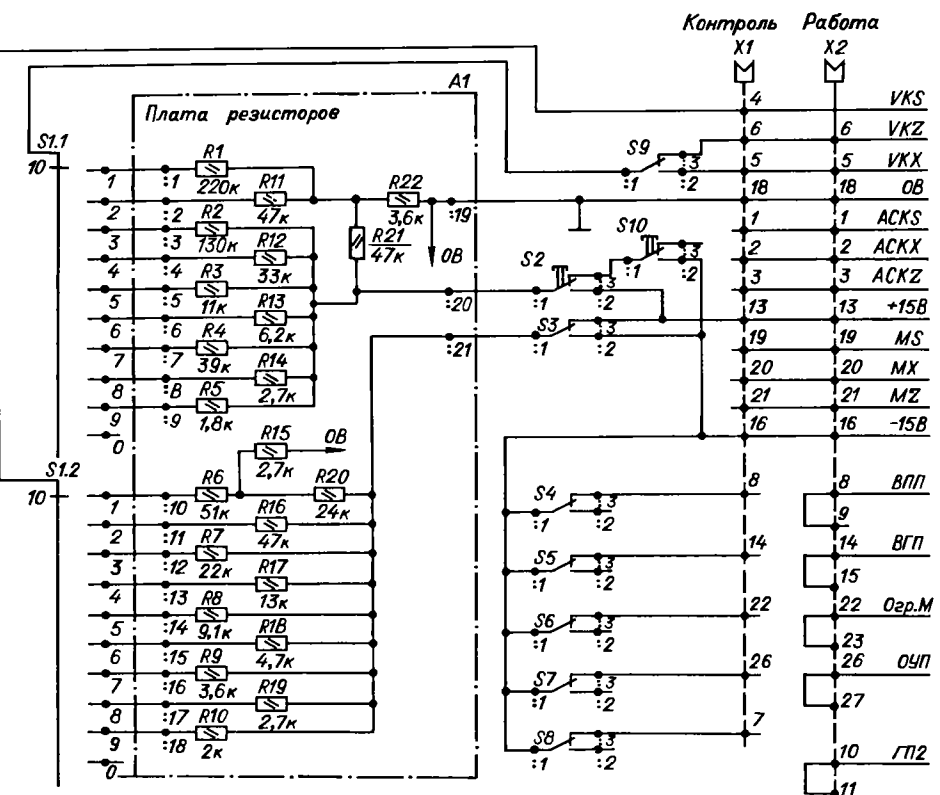 Контроль Работа
X1 X2
A1
Плата резисторов
4 VKS
6 6 VKZ
S1.1
S9
:3
10
R1
5 5 VKX
1 :1 220к
R11 R22
:1 :2
18 18 0В
2 :2 47к
3,6к :19
R2
S10
1 1 ACKS
3 :3 130к
R12 R21
47к 0В
2 2 ACKX
4 :4 33к
S2
:3
:1 :2
R3
3 3 ACKZ
5 :5 11к
:3
R13
:20 :1 :2
13 13 +15В
6 :6 6,2к
S3
:3
R4
:21 :1 :2
19 19 MS
7 :7 39к
R14
20 20 MX
8 :8 2,7к
R5
21 21 MZ
9 :9 1,8к
0
R15 0В
16 16 -15В
2,7к
S1.2
10
R6 R20
1 :10 51к 24к
S4
:3
8 8 ВПП
R16
:1 :2
9
2 :11 47к
R7
14 14 ВГП
3 :12 22к
S5
:3
R17
:1 :2
15
4 :13 13к
R8
22 22 Огр.М
5 :14 9,1к
S6
:3
R18
:1 :2
23
6 :15 4,7к
R9
26 26 ОУП
7 :16 3,6к
S7
:3
R19
:1 :2
27
8 :17 2,7к
R10
7
9 :18 2к
S8
:3
:1 :2
10 ГП2
0
11